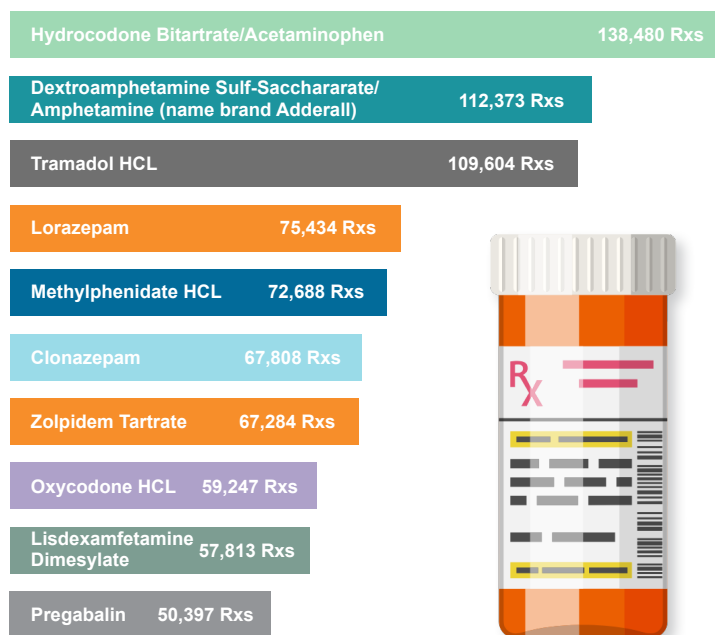 Hydrocodone Bitartrate/Acetaminophen 138,480 Rxs
Dextroamphetamine Sulf-Sacchararate/
Amphetamine (name brand Adderall) 112,373 Rxs
Tramadol HCL 109,604 Rxs
Lorazepam 75,434 Rxs
Methylphenidate HCL 72,688 Rxs
Clonazepam 67,808 Rxs
Zolpidem Tartrate 67,284 Rxs
Oxycodone HCL 59,247 Rxs
Lisdexamfetamine
Dimesylate 57,813 Rxs
Pregabalin 50,397 Rxs
Rx